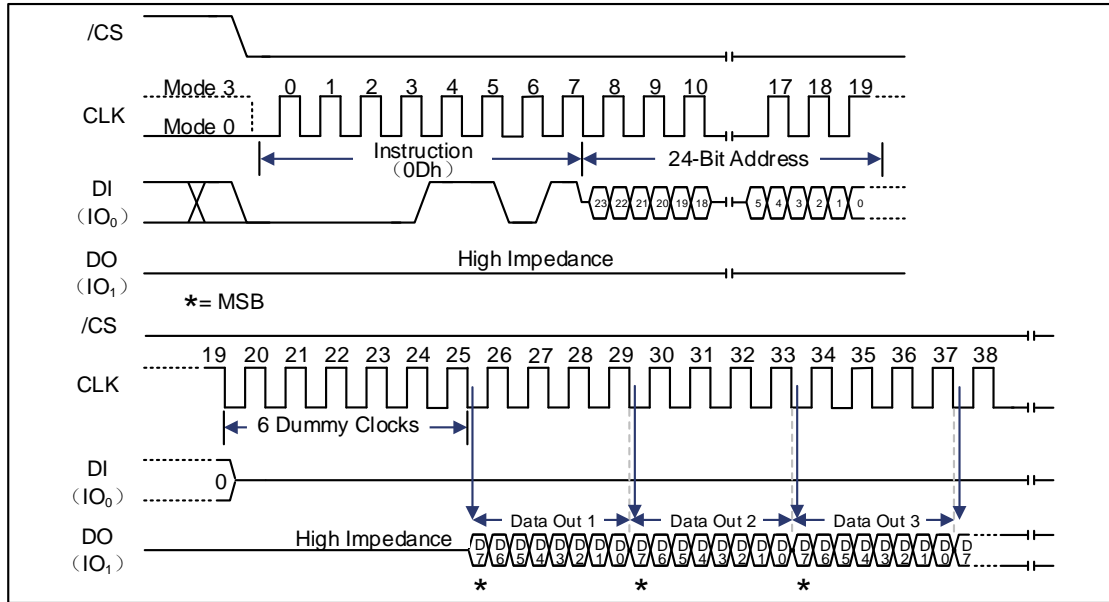 /CS
Mode 3 0 1 2 3 4 5 6 7 8 9 10 17 18 19
CLK
Mode 0
Instruction 24-Bit Address
（0Dh）
DI
（IO₀） 23 22 21 20 19 18 5 4 3 2 1 0
DO High Impedance
（IO₁）
*= MSB
/CS
19 20 21 22 23 24 25 26 27 28 29 30 31 32 33 34 35 36 37 38
CLK
6 Dummy Clocks
DI 0
（IO₀）
Data Out 1 Data Out 2 Data Out 3
DO High Impedance D7 D6 D5 D4 D3 D2 D1 D0 D7 D6 D5 D4 D3 D2 D1 D0 D7 D6 D5 D4 D3 D2 D1 D0 D7
（IO₁）
* * *